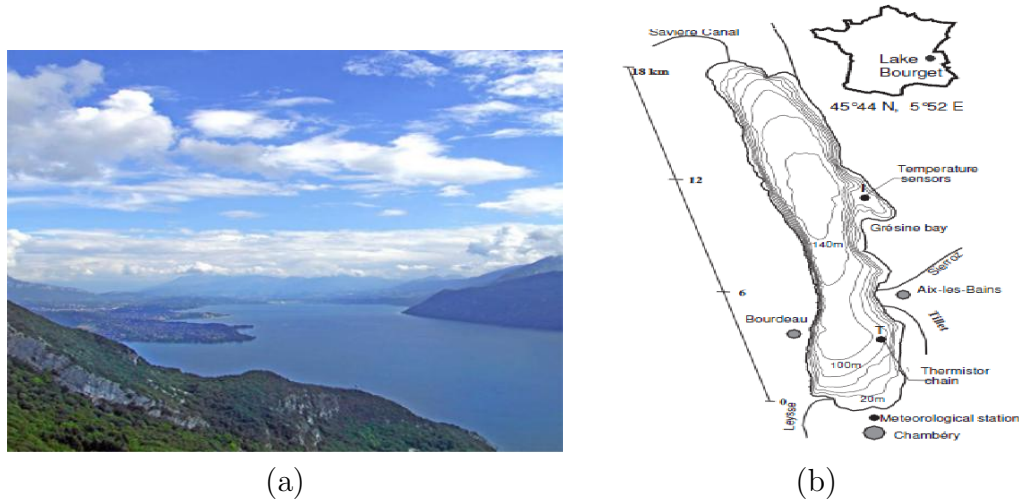 Savière Canal
18 km
Lake
Bourget
45°44 N, 5°52 E
12
Temperature
sensors
Grésine bay
140m
Sierroz
6
Aix-les-Bains
Bourdeau
Tillet
T
100m
Thermistor
chain
20m
0
Leysse
Meteorological station
Chambéry
(a)
(b)